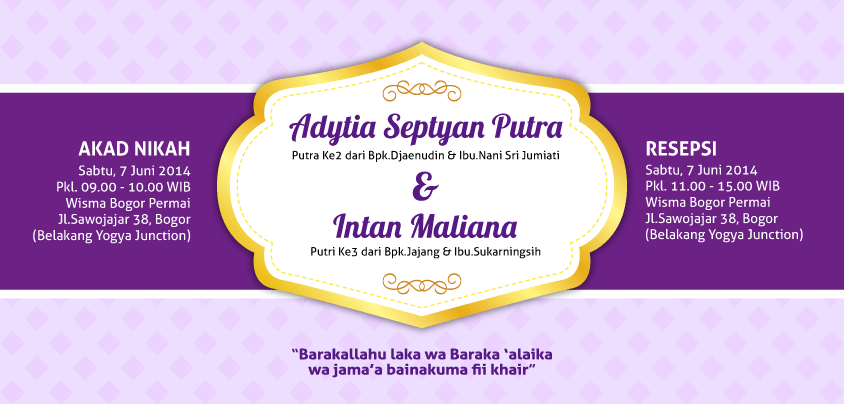 AKAD NIKAH
Sabtu, 7 Juni 2014
Pkl. 09.00 - 10.00 WIB
Wisma Bogor Permai
Jl.Sawojajar 38, Bogor
(Belakang Yogya Junction)
Adytia Septyan Putra
Putra Ke2 dari Bpk.Djaenudin & Ibu.Nani Sri Jumiati
&
Intan Maliana
Putri Ke3 dari Bpk.Jajang & Ibu.Sukarningsih
RESEPSI
Sabtu, 7 Juni 2014
Pkl. 11.00 - 15.00 WIB
Wisma Bogor Permai
Jl.Sawojajar 38, Bogor
(Belakang Yogya Junction)
“Barakallahu laka wa Baraka ‘alaika
wa jama’a bainakuma fii khair”